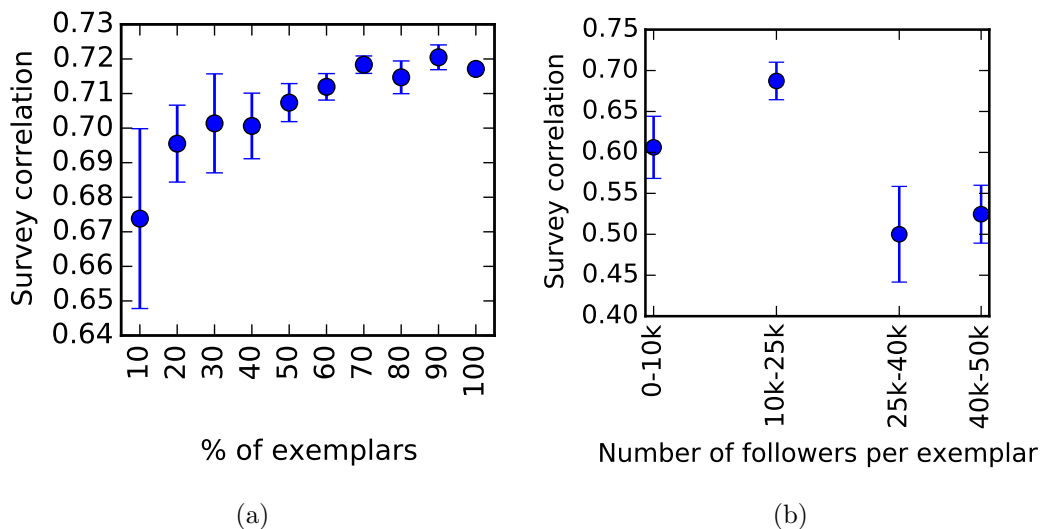 0.73
0.72
0.71
0.70
0.69
0.68
0.67
0.66
0.65
0.64
Survey correlation
10 20 30 40 50 60 70 80 90 100
% of exemplars
(a)
0.75
0.70
0.65
0.60
0.55
0.50
0.45
0.40
Survey correlation
0-10k 10k-25k 25k-40k 40k-50k
Number of followers per exemplar
(b)